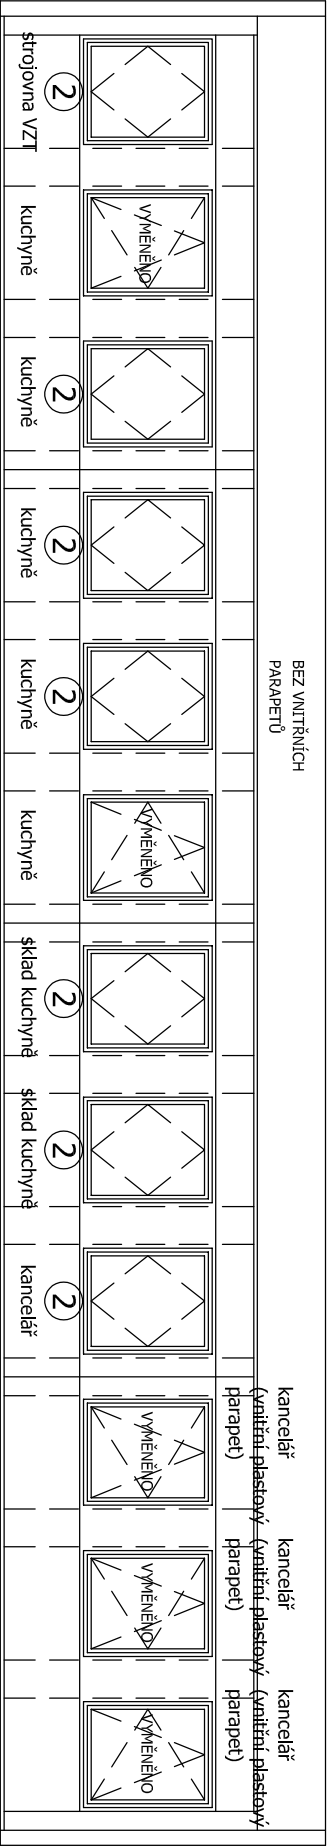 BEZ VNITŘNÍCH
PARAPETŮ
kancelář
(vnitřní plastový
parapet)
kancelář
(vnitřní plastový
parapet)
kancelář
(vnitřní plastový
parapet)
VYMĚNĚNO
VYMĚNĚNO
VYMĚNĚNO
VYMĚNĚNO
VYMĚNĚNO
2
2
2
2
2
2
2
strojovna VZT
kuchyně
kuchyně
kuchyně
kuchyně
kuchyně
sklad kuchyně
sklad kuchyně
kancelář